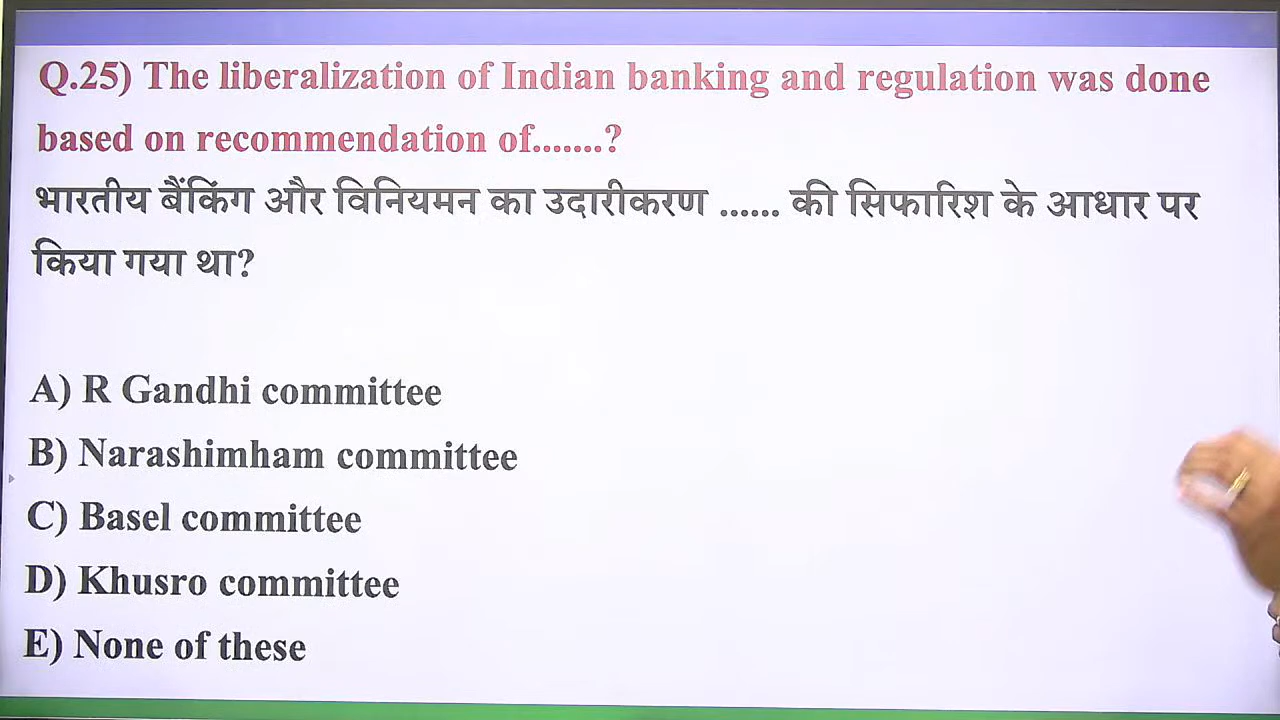 Q.25) The liberalization of Indian banking and regulation was done
based on recommendation of.......?
भारतीय बैंकिंग और विनियमन का उदारीकरण ...... की सिफारिश के आधार पर
किया गया था?
A) R Gandhi committee
B) Narashimham committee
C) Basel committee
D) Khusro committee
E) None of these